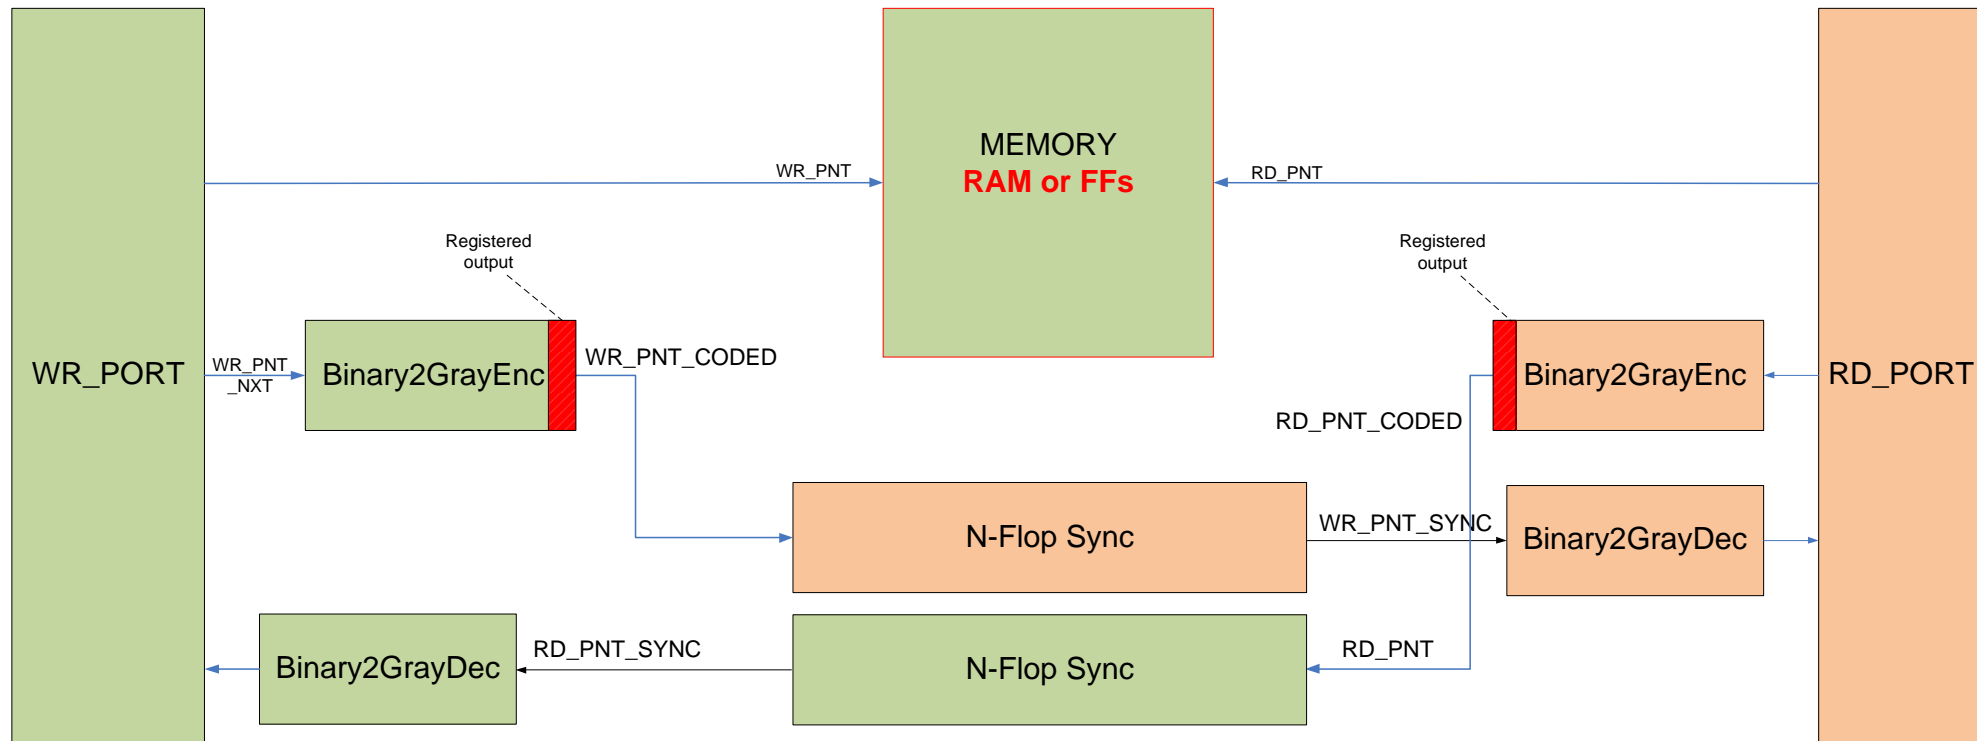 MEMORY
RAM or FFs
WR_PNT
RD_PNT
Registered
output
Registered
output
WR_PORT
WR_PNT
_NXT
Binary2GrayEnc
WR_PNT_CODED
RD_PNT_CODED
Binary2GrayEnc
RD_PORT
N-Flop Sync
WR_PNT_SYNC
Binary2GrayDec
Binary2GrayDec
RD_PNT_SYNC
N-Flop Sync
RD_PNT